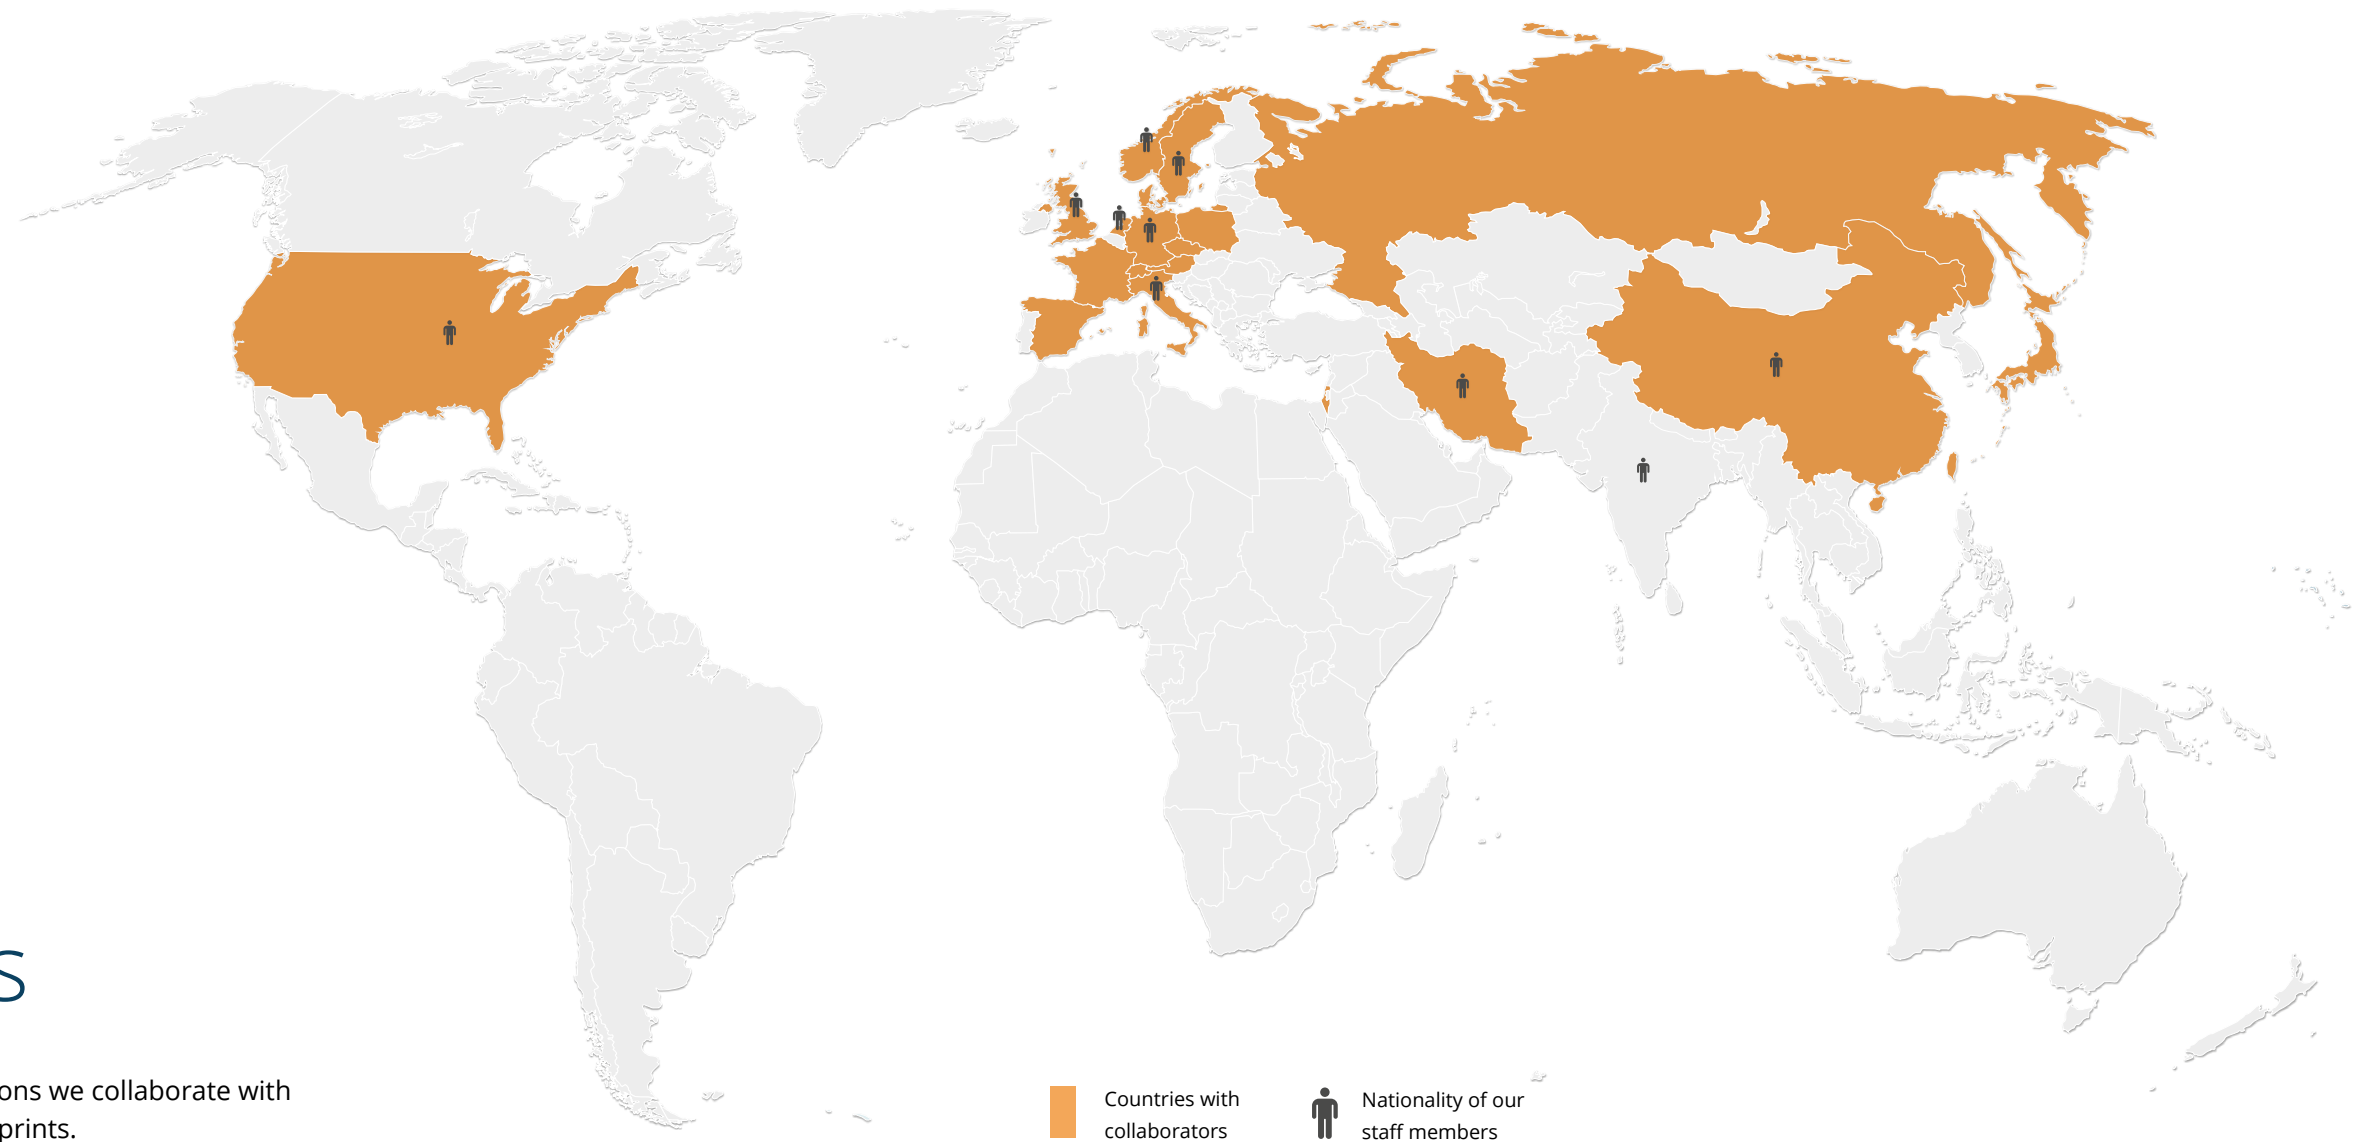 s
ons we collaborate with
prints.
Countries with
collaborators
Nationality of our
staff members